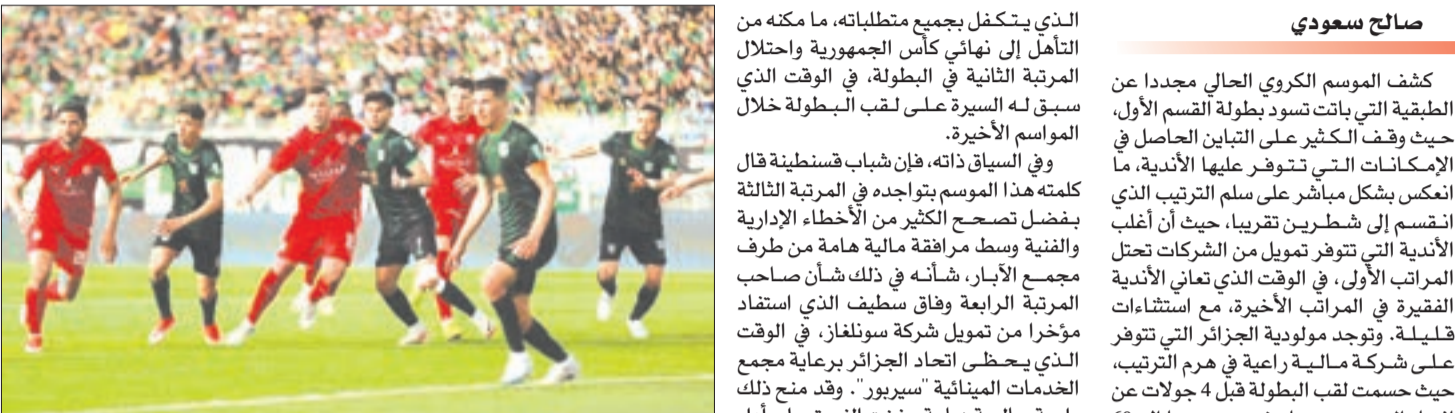 صالح سعودي
كشف الموسم الكروي الحالي مجددا عن
الطبقية التي باتت تسود بطولة القسم الأول،
حيث وقف الكثير على التباين الحاصل في
الإمكانات التي تتوفر عليها الأندية، ما
انعكس بشكل مباشر على سلم الترتيب الذي
انقسم إلى شطرين تقريبا، حيث أن أغلب
الأندية التي تتوفر تمويل من الشركات تحتل
المراتب الأولى، في الوقت الذي تعاني الأندية
الفقيرة في المراتب الأخيرة، مع استثناءات
قليلة. وتوجد مولودية الجزائر التي تتوفر
على شركة مالية راعية في هرم الترتيب،
حيث حسمت لقب البطولة قبل 4 جولات عن
الذي يتكفل بجميع متطلباته، ما مكنه من
التأهل إلى نهائي كأس الجمهورية واحتلال
المرتبة الثانية في البطولة، في الوقت الذي
سبق له السيرة على لقب البطولة خلال
المواسم الأخيرة.
وفي السياق ذاته، فإن شباب قسنطينة قال
كلمته هذا الموسم بتواجده في المرتبة الثالثة
بفضل تصحح الكثير من الأخطاء الإدارية
والفنية وسط مرافقة مالية هامة من طرف
مجمع الآبار، شأنه في ذلك شأن صاحب
المرتبة الرابعة وفاق سطيف الذي استفاد
مؤخرا من تمويل شركة سونلغاز، في الوقت
الذي يحظى اتحاد الجزائر برعاية مجمع
الخدمات المينائية "سيربور". وقد منح ذلك